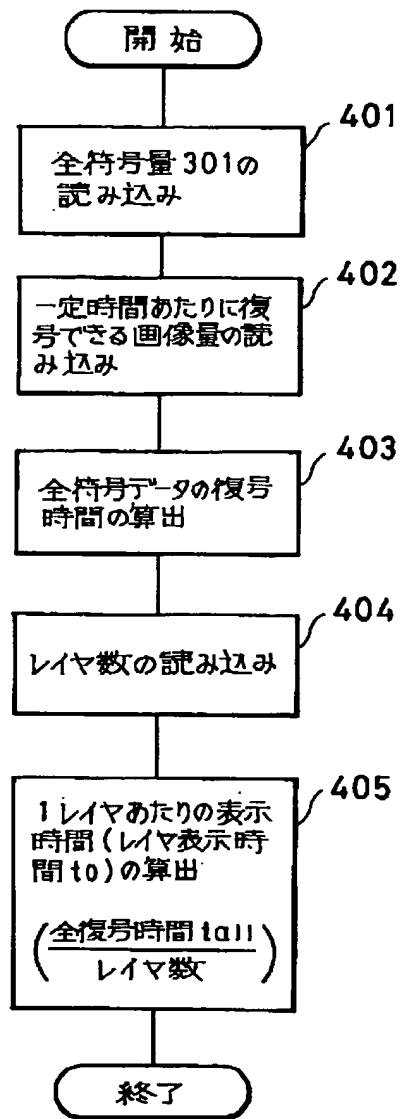 開始
401
全符号量301の
読み込み
402
一定時間あたりに復
号できる画像量の読
み込み
403
全符号データの復号
時間の算出
404
レイヤ数の読み込み
405
1レイヤあたりの表示
時間(レイヤ表示時
間to)の算出
(全復号時間tall
レイヤ数)
終了